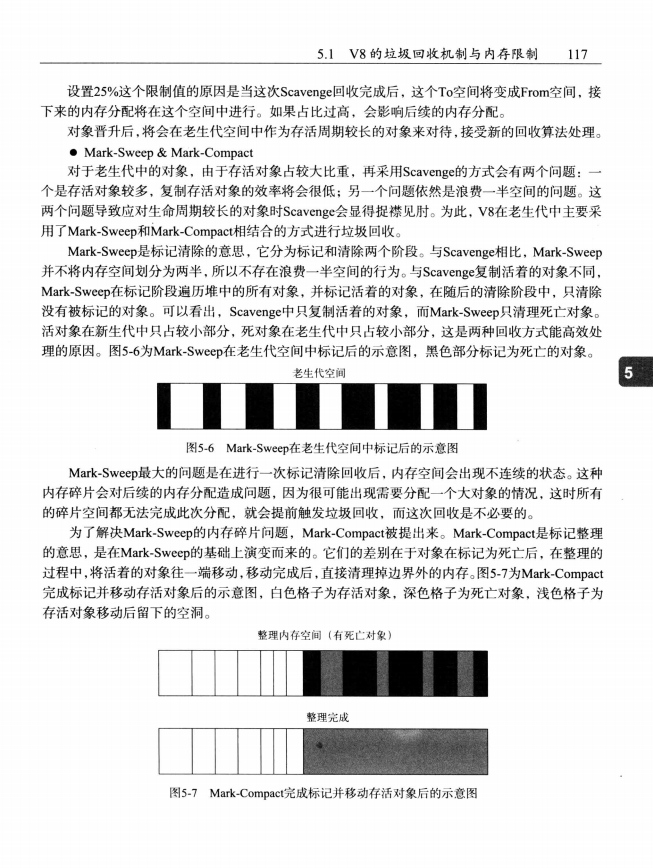 5.1 V8 的垃圾回收机制与内存限制 117
设置25%这个限制值的原因是当这次Scavenge回收完成后，这个To空间将变成From空间，接
下来的内存分配将在这个空间中进行。如果占比过高，会影响后续的内存分配。
对象晋升后，将会在老生代空间中作为存活周期较长的对象来对待，接受新的回收算法处理。
● Mark-Sweep & Mark-Compact
对于老生代中的对象，由于存活对象占较大比重，再采用Scavenge的方式会有两个问题：一
个是存活对象较多，复制存活对象的效率将会很低；另一个问题依然是浪费一半空间的问题。这
两个问题导致应对生命周期较长的对象时Scavenge会显得捉襟见肘。为此，V8在老生代中主要采
用了Mark-Sweep和Mark-Compact相结合的方式进行垃圾回收。
Mark-Sweep是标记清除的意思，它分为标记和清除两个阶段。与Scavenge相比，Mark-Sweep
并不将内存空间划分为两半，所以不存在浪费一半空间的行为。与Scavenge复制活着的对象不同，
Mark-Sweep在标记阶段遍历堆中的所有对象，并标记活着的对象，在随后的清除阶段中，只清除
没有被标记的对象。可以看出，Scavenge中只复制活着的对象，而Mark-Sweep只清理死亡对象。
活对象在新生代中只占较小部分，死对象在老生代中只占较小部分，这是两种回收方式能高效处
理的原因。图5-6为Mark-Sweep在老生代空间中标记后的示意图，黑色部分标记为死亡的对象。
5
老生代空间
图5-6 Mark-Sweep在老生代空间中标记后的示意图
Mark-Sweep最大的问题是在进行一次标记清除回收后，内存空间会出现不连续的状态。这种
内存碎片会对后续的内存分配造成问题，因为很可能出现需要分配一个大对象的情况，这时所有
的碎片空间都无法完成此次分配，就会提前触发垃圾回收，而这次回收是不必要的。
为了解决Mark-Sweep的内存碎片问题，Mark-Compact被提出来。Mark-Compact是标记整理
的意思，是在Mark-Sweep的基础上演变而来的。它们的差别在于对象在标记为死亡后，在整理的
过程中，将活着的对象往一端移动，移动完成后，直接清理掉边界外的内存。图5-7为Mark-Compact
完成标记并移动存活对象后的示意图，白色格子为存活对象，深色格子为死亡对象，浅色格子为
存活对象移动后留下的空洞。
整理内存空间（有死亡对象）
整理完成
图5-7 Mark-Compact完成标记并移动存活对象后的示意图